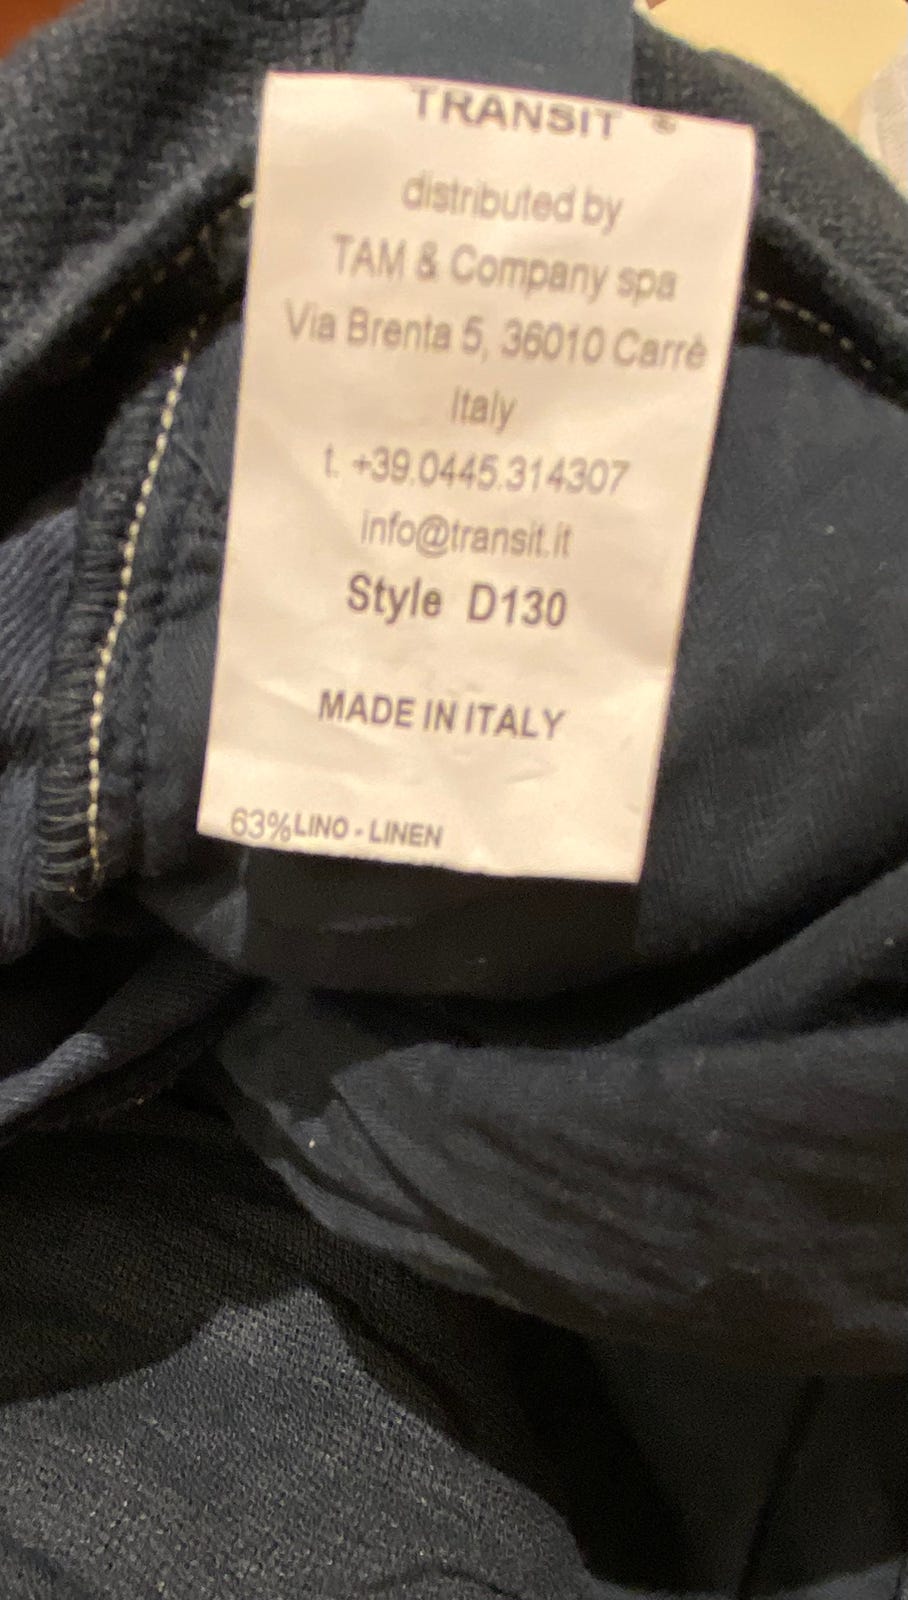 TRANSIT ®
distributed by
TAM & Company spa
Via Brenta 5, 36010 Carrè
Italy
t. +39.0445.314307
info@transit.it
Style D130
MADE IN ITALY
63%LINO - LINEN